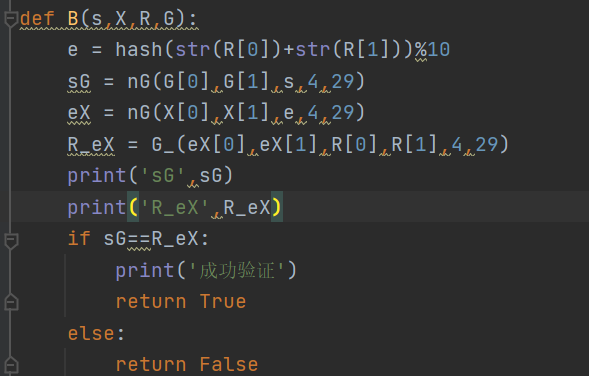 def B(s,X,R,G):
    e = hash(str(R[0])+str(R[1]))%10
    sG = nG(G[0],G[1],s,4,29)
    eX = nG(X[0],X[1],e,4,29)
    R_eX = G_(eX[0],eX[1],R[0],R[1],4,29)
    print('sG',sG)
    print('R_eX',R_eX)
    if sG==R_eX:
        print('成功验证')
        return True
    else:
        return False